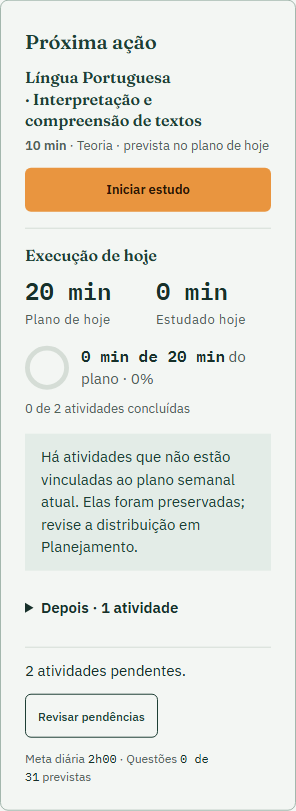 Próxima ação
Língua Portuguesa
· Interpretação e
compreensão de textos
10 min · Teoria · prevista no plano de hoje
Iniciar estudo
Execução de hoje
20 min
0 min
Plano de hoje
Estudado hoje
0 min de 20 min do
plano · 0%
0 de 2 atividades concluídas
Há atividades que não estão
vinculadas ao plano semanal
atual. Elas foram preservadas;
revise a distribuição em
Planejamento.
Depois · 1 atividade
2 atividades pendentes.
Revisar pendências
Meta diária 2h00 · Questões 0 de
31 previstas